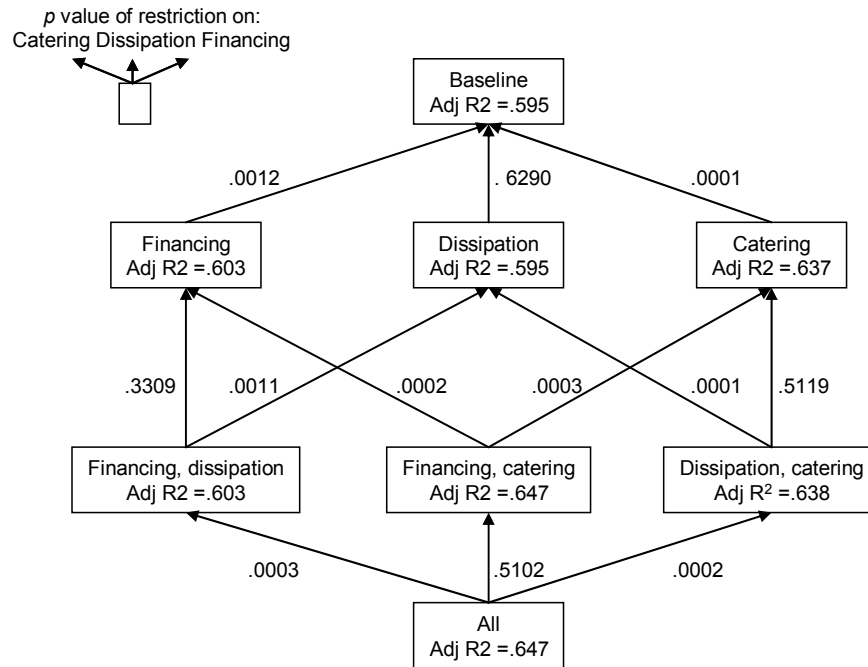 p value of restriction on:
Catering Dissipation Financing
Baseline
Adj R2 =.595
.0012
. 6290
.0001
Financing
Adj R2 =.603
Dissipation
Adj R2 =.595
Catering
Adj R2 =.637
.3309
.0011
.0002
.0003
.0001
.5119
Financing, dissipation
Adj R2 =.603
Financing, catering
Adj R2 =.647
Dissipation, catering
Adj R² =.638
.0003
.5102
.0002
All
Adj R2 =.647